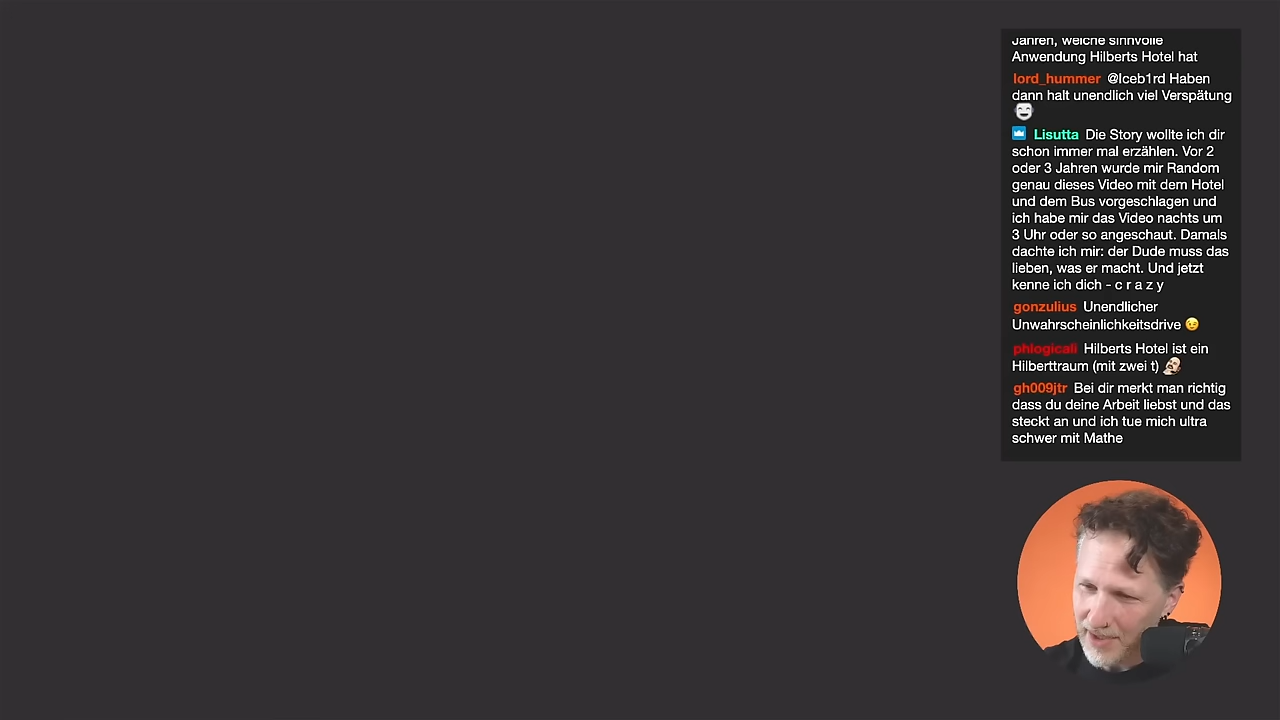 Jahren, welche sinnvolle
Anwendung Hilberts Hotel hat
lord_hummer @Iceb1rd Haben
dann halt unendlich viel Verspätung
Lisutta Die Story wollte ich dir
schon immer mal erzählen. Vor 2
oder 3 Jahren wurde mir Random
genau dieses Video mit dem Hotel
und dem Bus vorgeschlagen und
ich habe mir das Video nachts um
3 Uhr oder so angeschaut. Damals
dachte ich mir: der Dude muss das
lieben, was er macht. Und jetzt
kenne ich dich - c r a z y
gonzulius Unendlicher
Unwahrscheinlichkeitsdrive 😉
phlogicali Hilberts Hotel ist ein
Hilberttraum (mit zwei t)
gh009jtr Bei dir merkt man richtig
dass du deine Arbeit liebst und das
steckt an und ich tue mich ultra
schwer mit Mathe